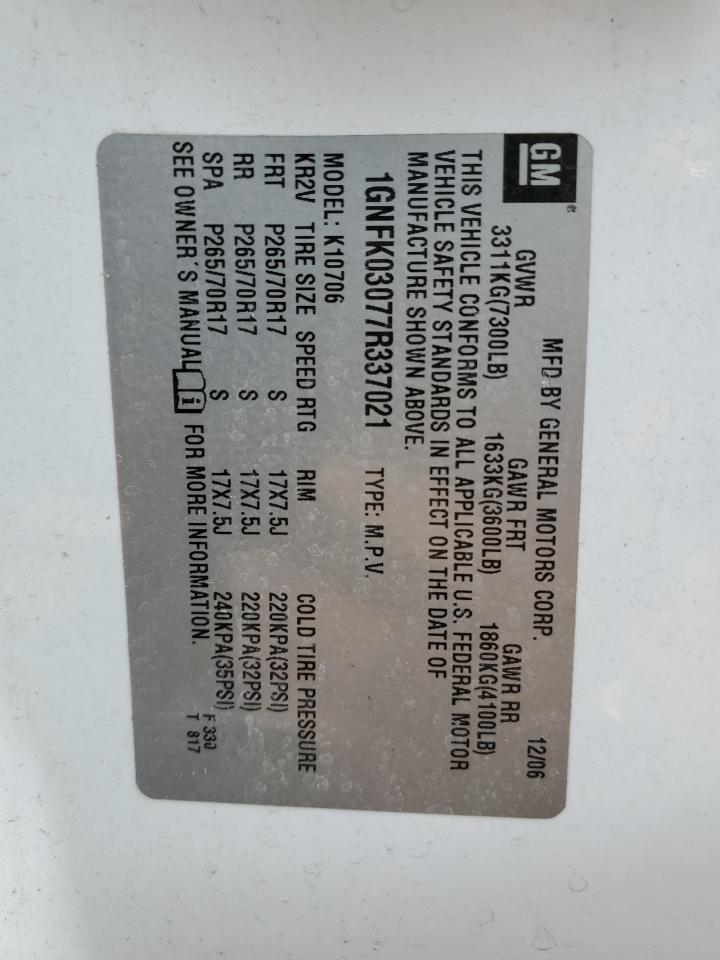 GM®
MFD BY GENERAL MOTORS CORP. 12/06
GVWR GAWR FRT GAWR RR
3311KG(7300LB) 1633KG(3600LB) 1860KG(4100LB)
THIS VEHICLE CONFORMS TO ALL APPLICABLE U.S. FEDERAL MOTOR
VEHICLE SAFETY STANDARDS IN EFFECT ON THE DATE OF
MANUFACTURE SHOWN ABOVE.
1GNFK03077R337021 TYPE: M.P.V.
MODEL: K10706
KR2V TIRE SIZE SPEED RTG RIM COLD TIRE PRESSURE
FRT P265/70R17 S 17X7.5J 220KPA(32PSI)
RR P265/70R17 S 17X7.5J 220KPA(32PSI)
SPA P265/70R17 S 17X7.5J 240KPA(35PSI)
SEE OWNER'S MANUAL i FOR MORE INFORMATION.
F 330
T 817